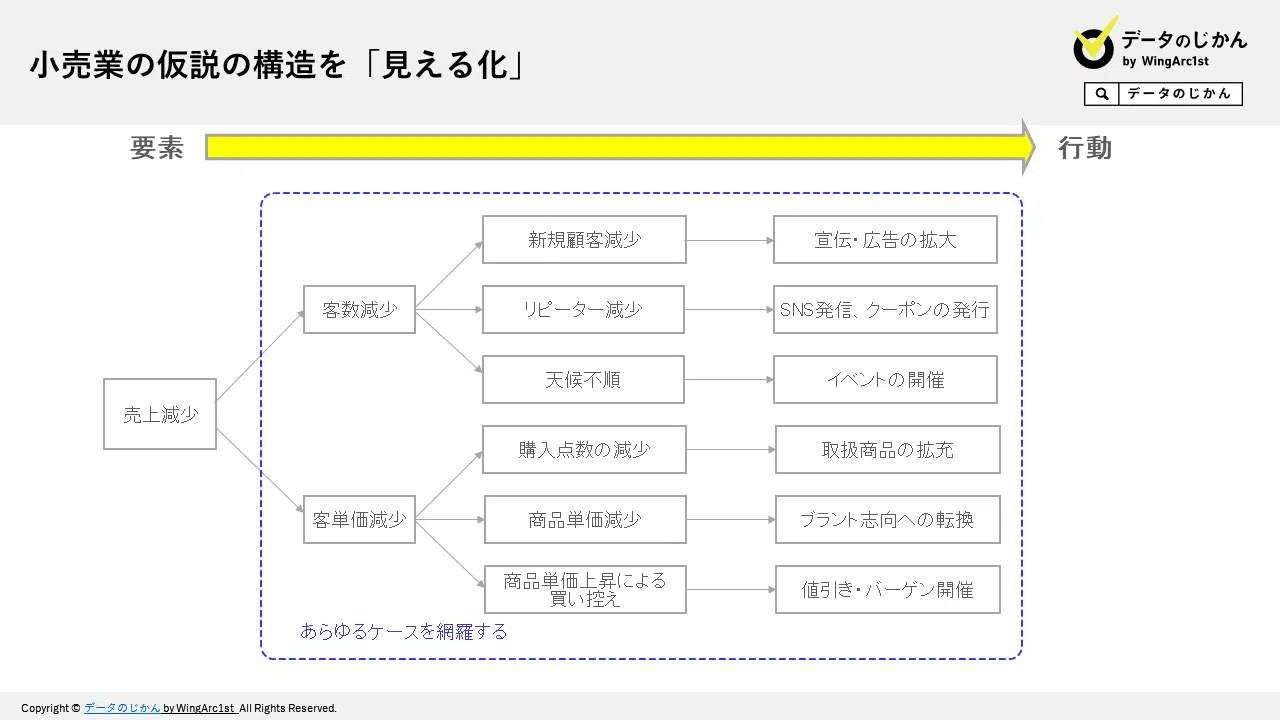 小売業の仮説の構造を「見える化」
データのじかん
by WingArc1st
データのじかん
要素
行動
新規顧客減少
宣伝・広告の拡大
客数減少
リピーター減少
SNS発信、クーポンの発行
天候不順
イベントの開催
売上減少
購入点数の減少
取扱商品の拡充
客単価減少
商品単価減少
ブラント志向への転換
商品単価上昇による
買い控え
値引き・バーゲン開催
あらゆるケースを網羅する
Copyright © データのじかん by WingArc1st All Rights Reserved.